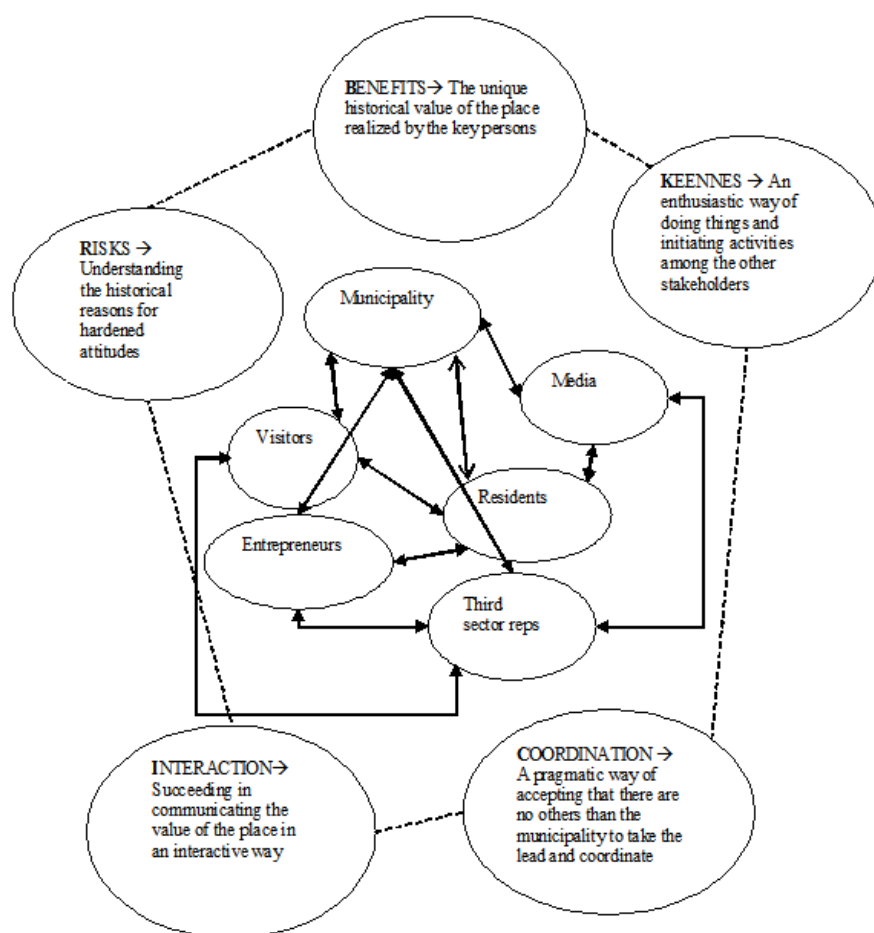 BENEFITS→ The unique
historical value of the place
realized by the key persons
KEENNES → An
enthusiastic way of
doing things and
initiating activities
among the other
stakeholders
RISKS →
Understanding
the historical
reasons for
hardened
attitudes
Municipality
Media
Visitors
Residents
Entrepreneurs
Third
sector reps
INTERACTION→
Succeeding in
communicating the
value of the place in
an interactive way
COORDINATION →
A pragmatic way of
accepting that there are
no others than the
municipality to take the
lead and coordinate